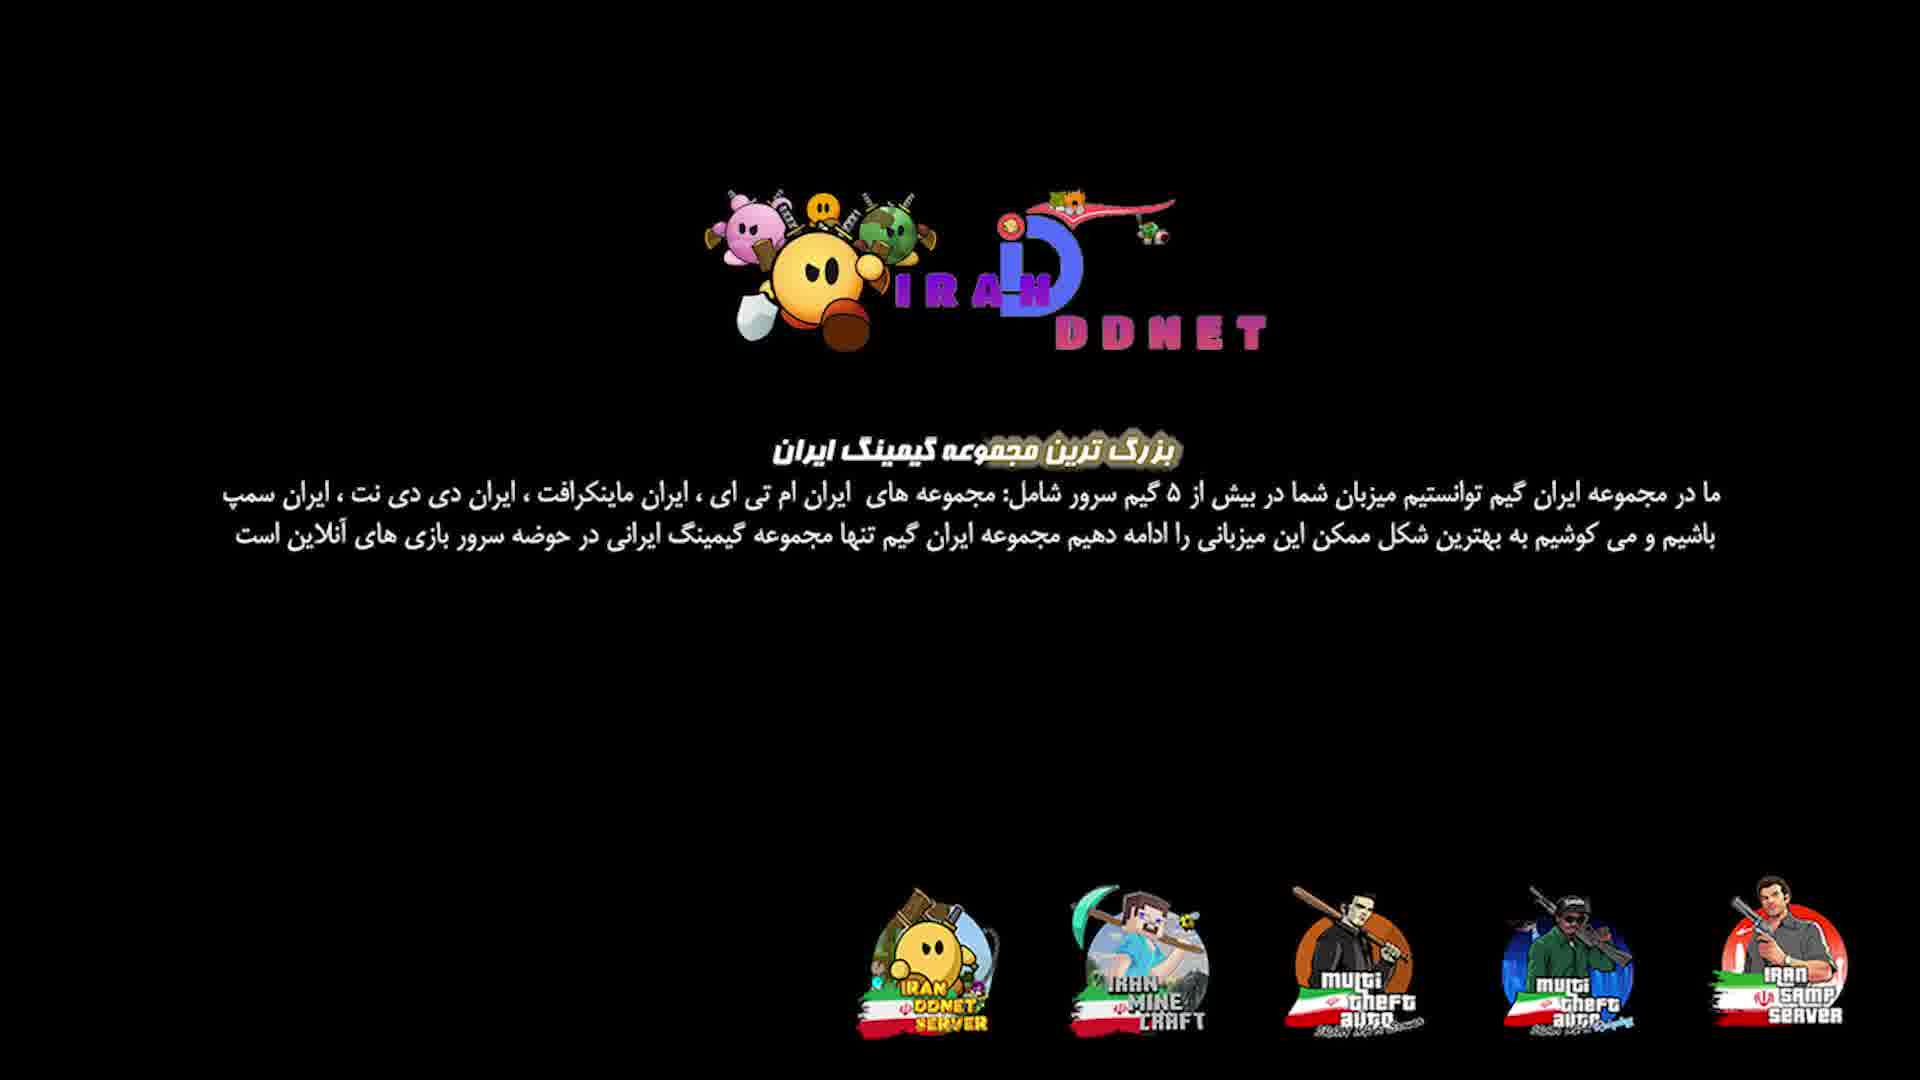 IRAN
DDNET
بزرگ ترین مجموعه گیمینگ ایران
ما در مجموعه ایران گیم توانستیم میزبان شما در بیش از ۵ گیم سرور شامل: مجموعه های ایران ام تی ای ، ایران ماینکرافت ، ایران دی دی نت ، ایران سمپ
باشیم و می کوشیم به بهترین شکل ممکن این میزبانی را ادامه دهیم مجموعه ایران گیم تنها مجموعه گیمینگ ایرانی در حوضه سرور بازی های آنلاین است
IRAN
DDNET
SERVER
IRAN
MINE
CRAFT
multi
theft
auto
multi
theft
auto
IRAN
SAMP
SERVER